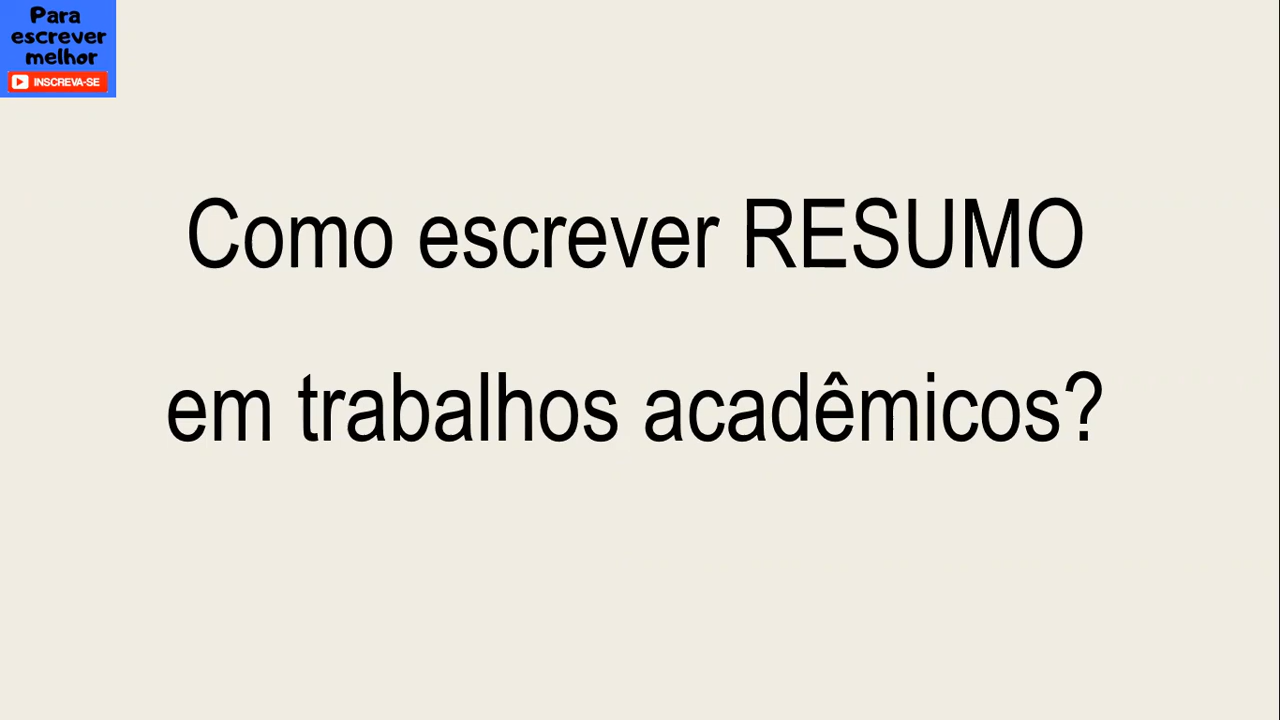 Para
escrever
melhor
INSCREVA-SE
Como escrever RESUMO
em trabalhos acadêmicos?